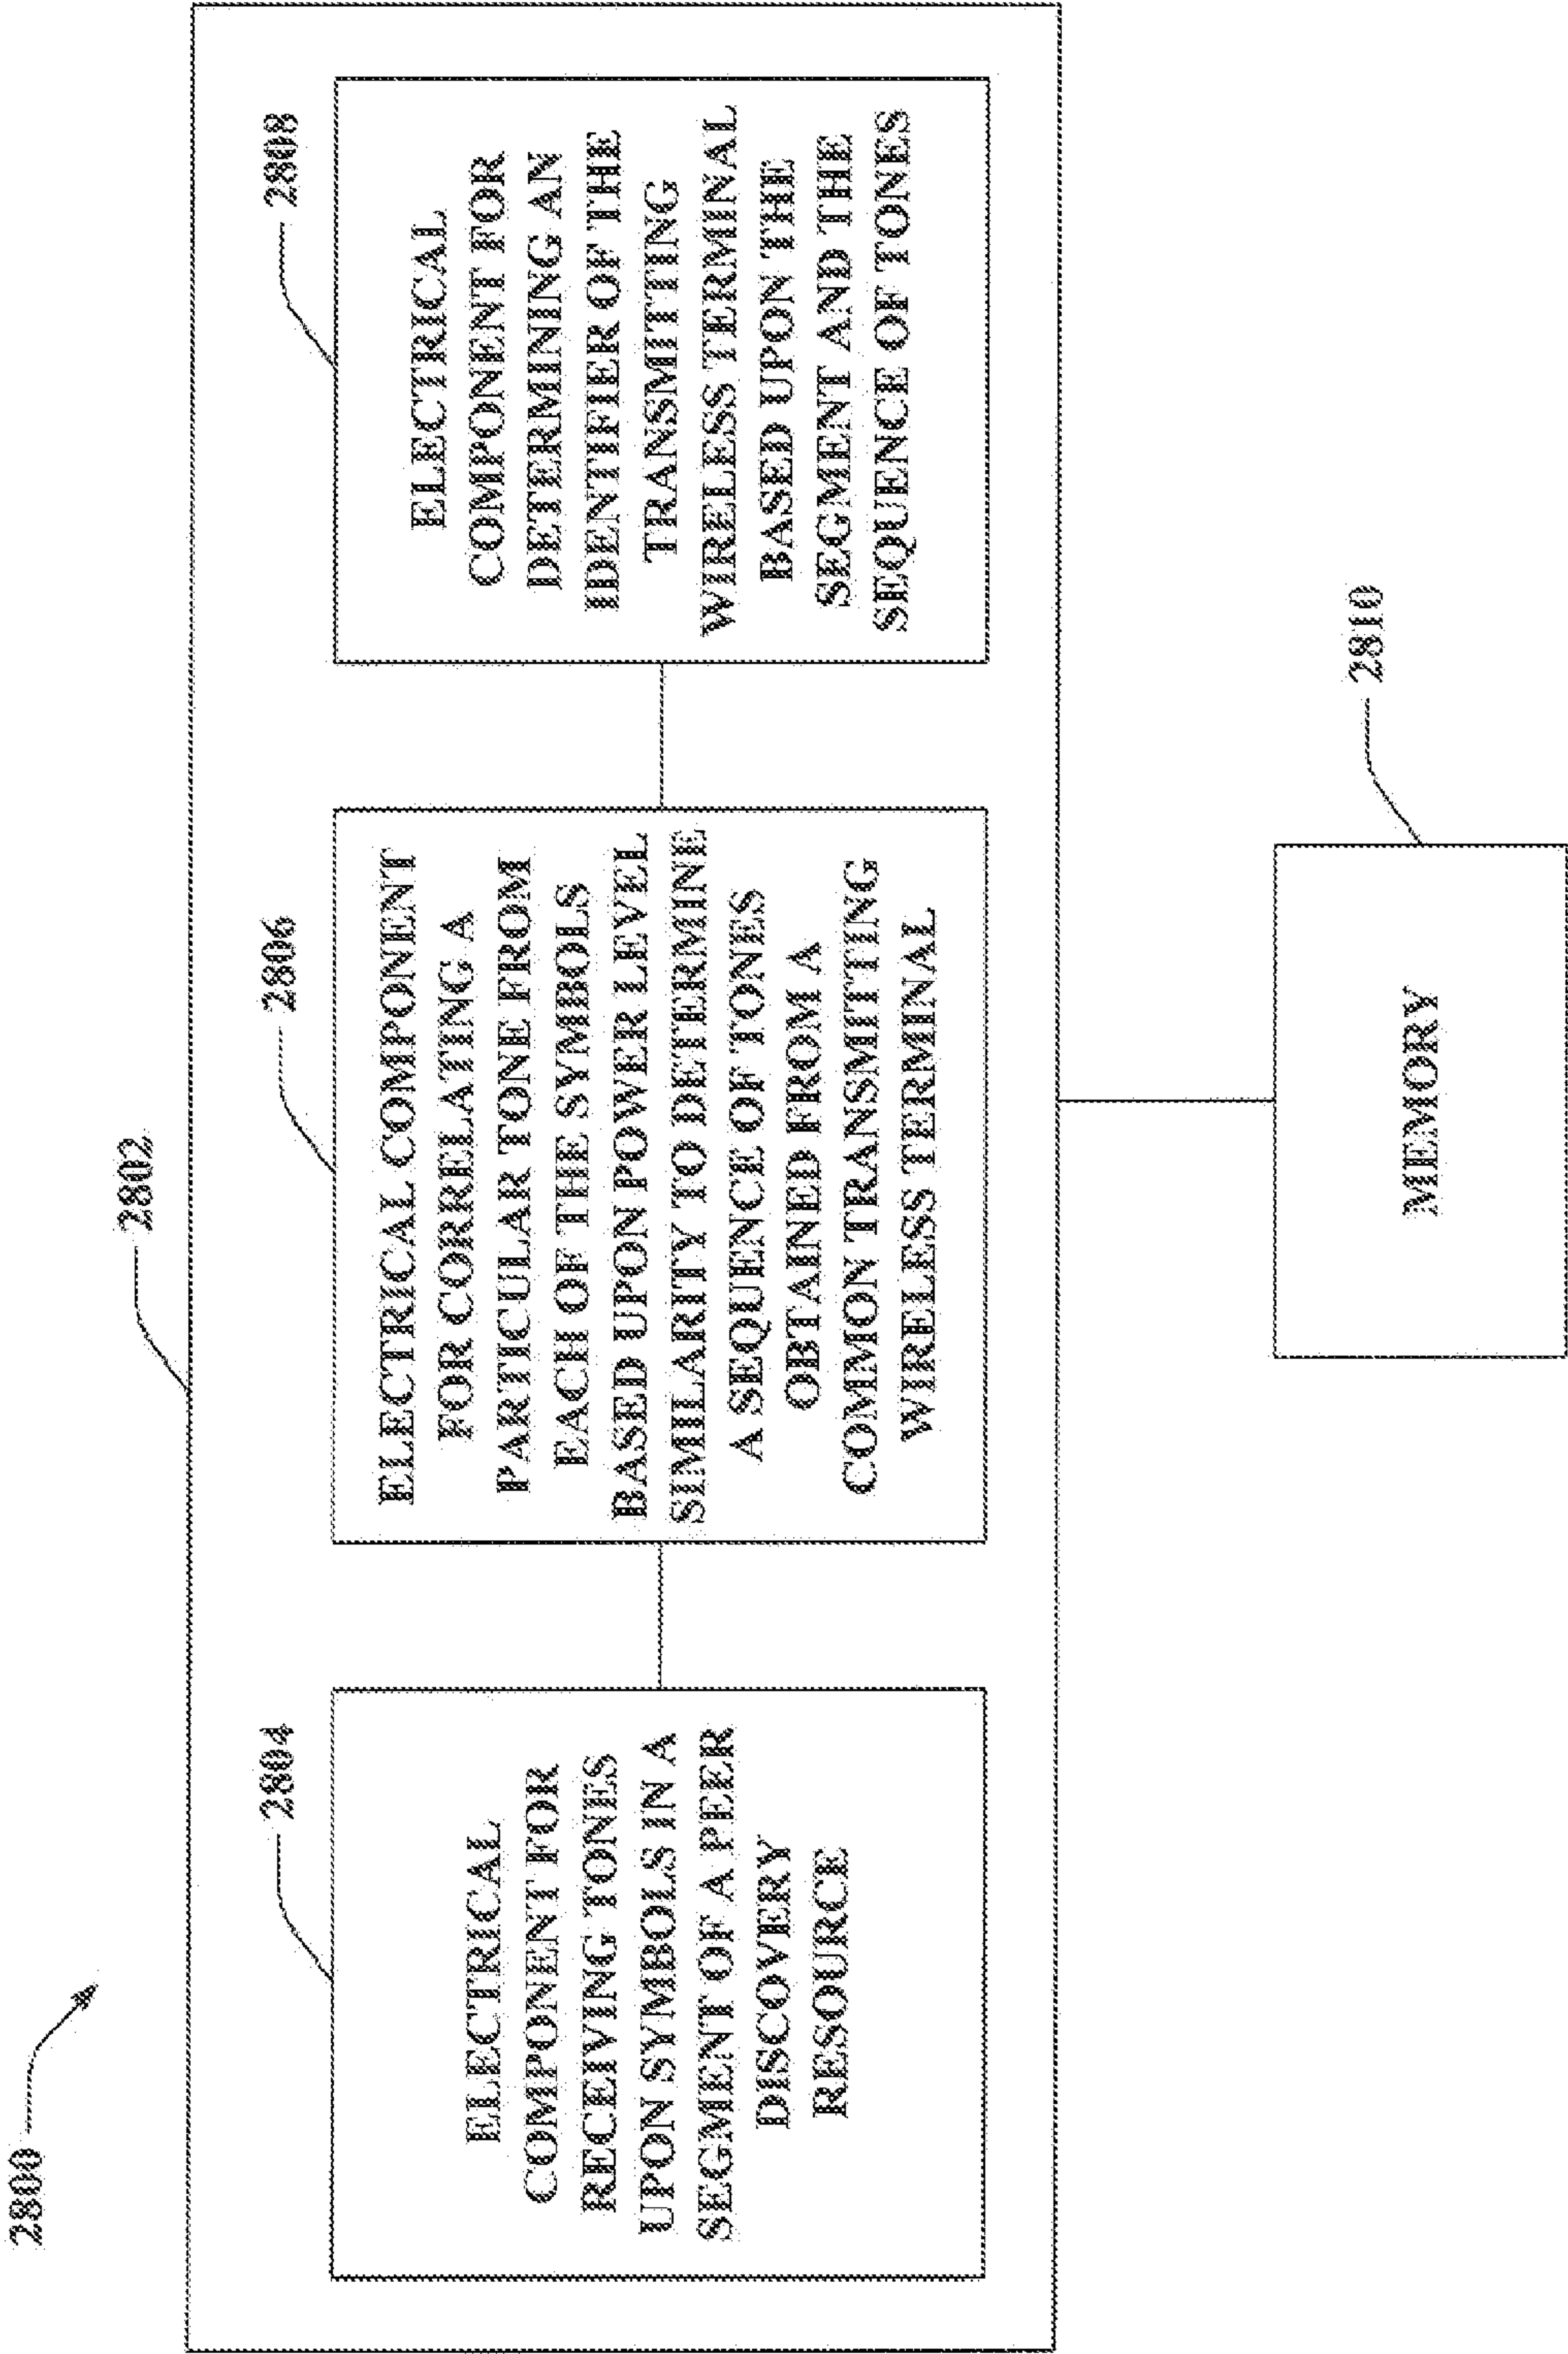 2800
2802
2804
ELECTRICAL
COMPONENT FOR
RECEIVING TONES
UPON SYMBOLS IN A
SEGMENT OF A PEER
DISCOVERY
RESOURCE
2806
ELECTRICAL COMPONENT
FOR CORRELATING A
PARTICULAR TONE FROM
EACH OF THE SYMBOLS
BASED UPON POWER LEVEL
SIMILARITY TO DETERMINE
A SEQUENCE OF TONES
OBTAINED FROM A
COMMON TRANSMITTING
WIRELESS TERMINAL
2808
ELECTRICAL
COMPONENT FOR
DETERMINING AN
IDENTIFIER OF THE
TRANSMITTING
WIRELESS TERMINAL
BASED UPON THE
SEGMENT AND THE
SEQUENCE OF TONES
2810
MEMORY